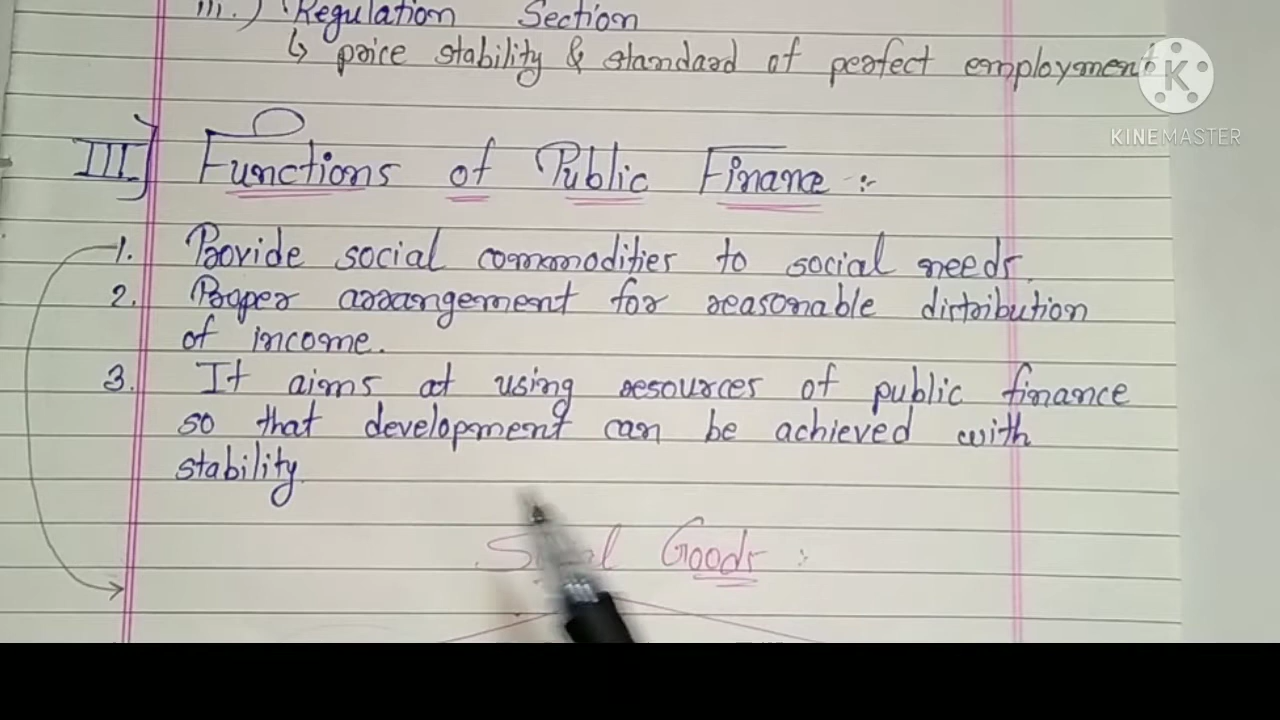 III.) Regulation Section
↳ price stability & standard of perfect employment
KINEMASTER
III) Functions of Public Finance :-
1. Provide social commodities to social needs.
2. Proper arrangement for reasonable distribution
of income.
3. It aims at using resources of public finance
so that development can be achieved with
stability.
Goods :